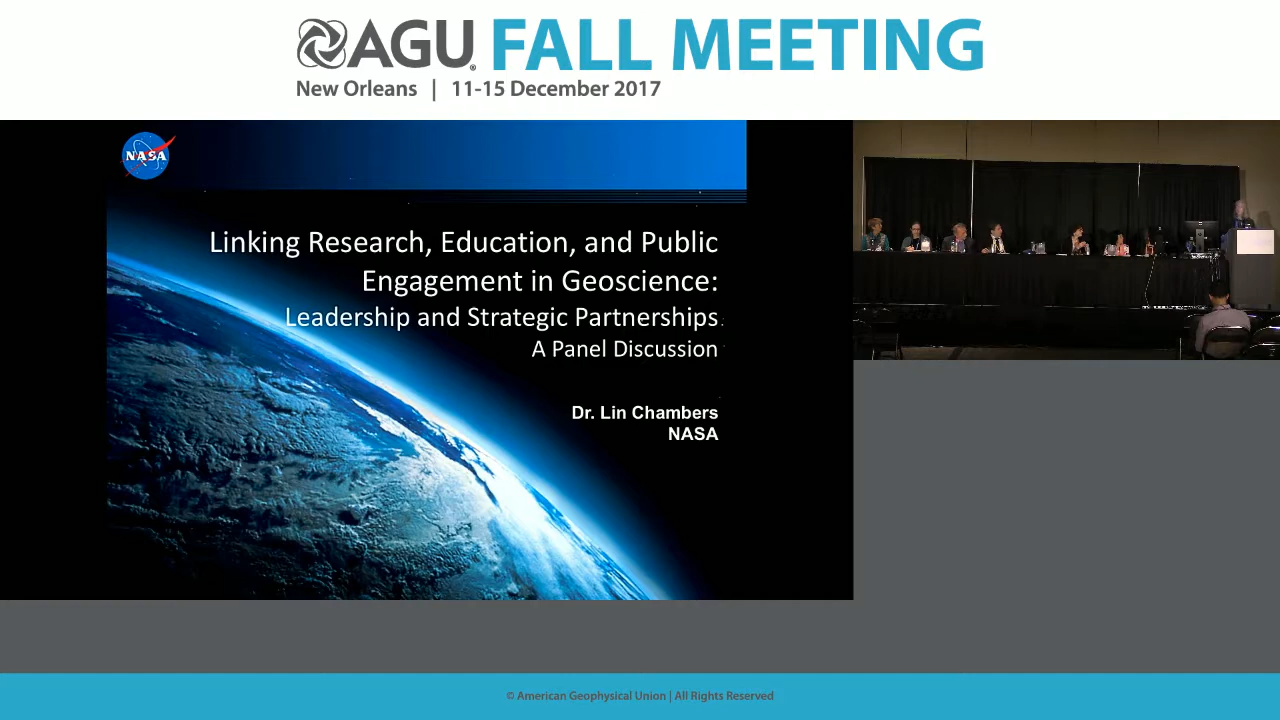 AGU FALL MEETING
New Orleans | 11-15 December 2017
NASA
Linking Research, Education, and Public
Engagement in Geoscience:
Leadership and Strategic Partnerships
A Panel Discussion
Dr. Lin Chambers
NASA
© American Geophysical Union | All Rights Reserved